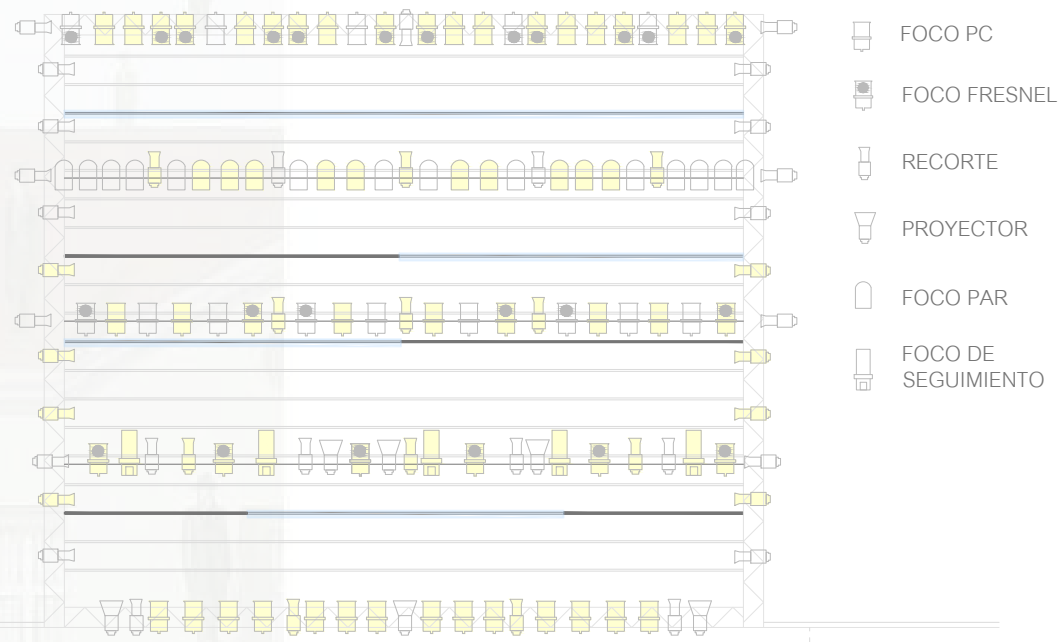 FOCO PC
FOCO FRESNEL
RECORTE
PROYECTOR
FOCO PAR
FOCO DE
SEGUIMIENTO